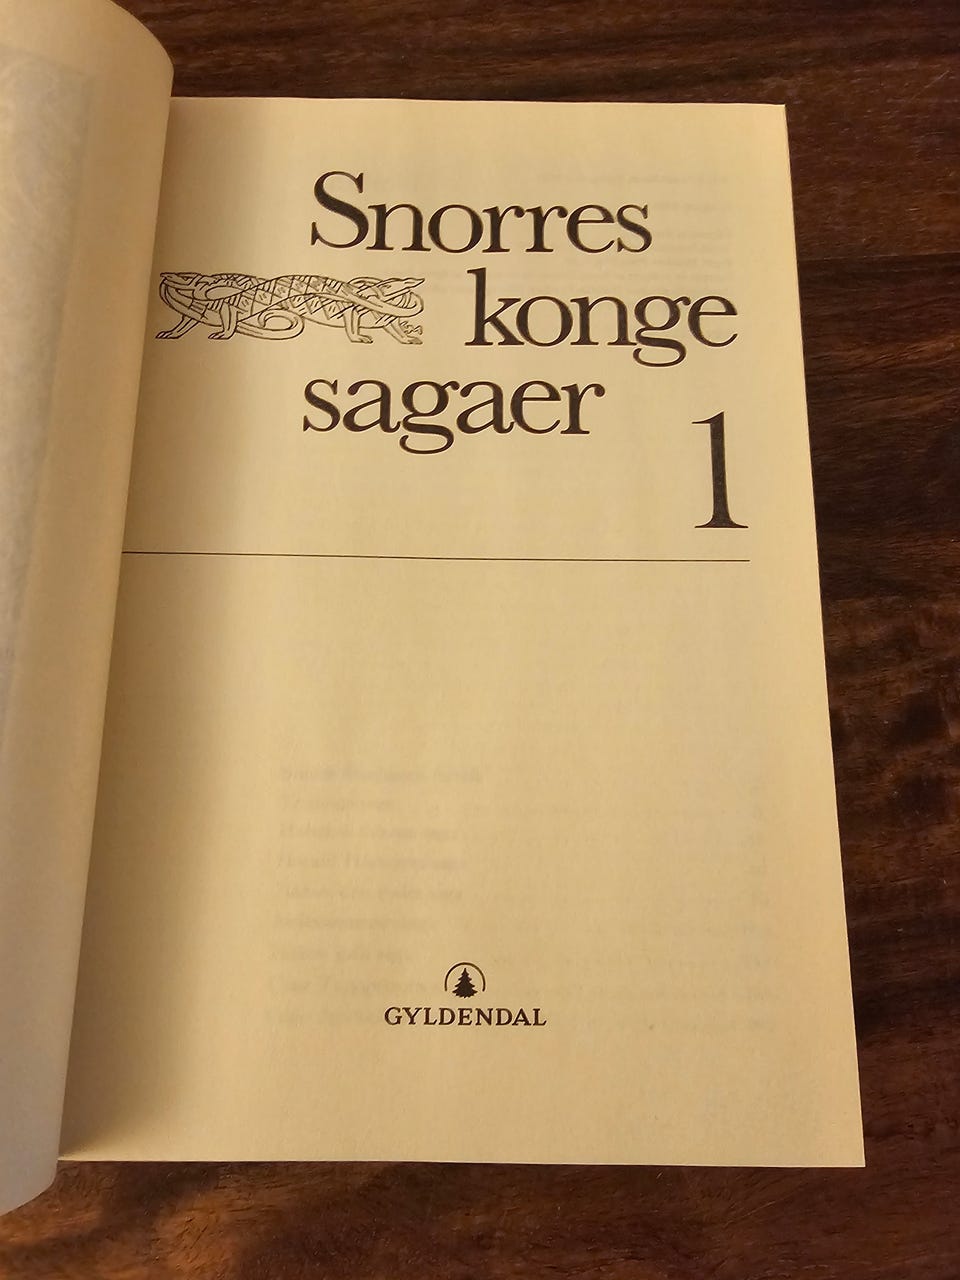 Snorres
konge
sagaer
1
GYLDENDAL